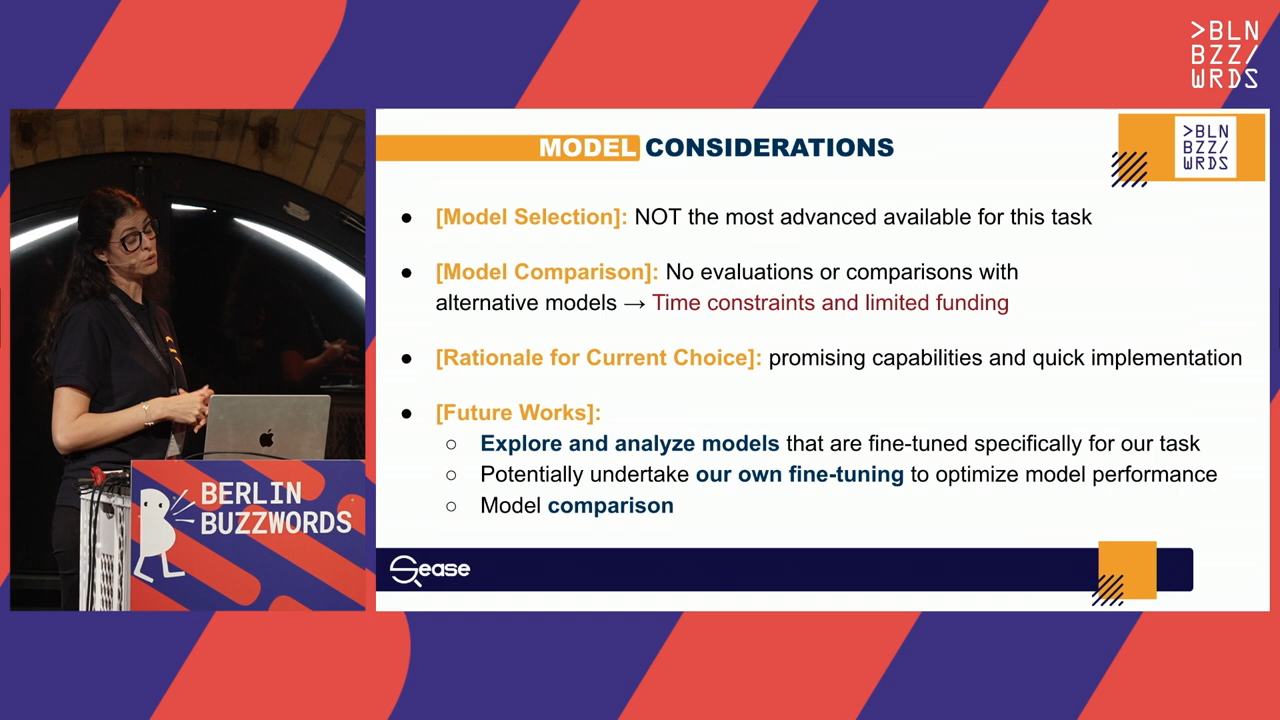 >BLN
BZZ/
WRDS
MODEL CONSIDERATIONS
>BLN
BZZ/
WRDS
● [Model Selection]: NOT the most advanced available for this task
● [Model Comparison]: No evaluations or comparisons with
alternative models → Time constraints and limited funding
● [Rationale for Current Choice]: promising capabilities and quick implementation
● [Future Works]:
○ Explore and analyze models that are fine-tuned specifically for our task
○ Potentially undertake our own fine-tuning to optimize model performance
○ Model comparison
Sease
BERLIN
BUZZWORDS